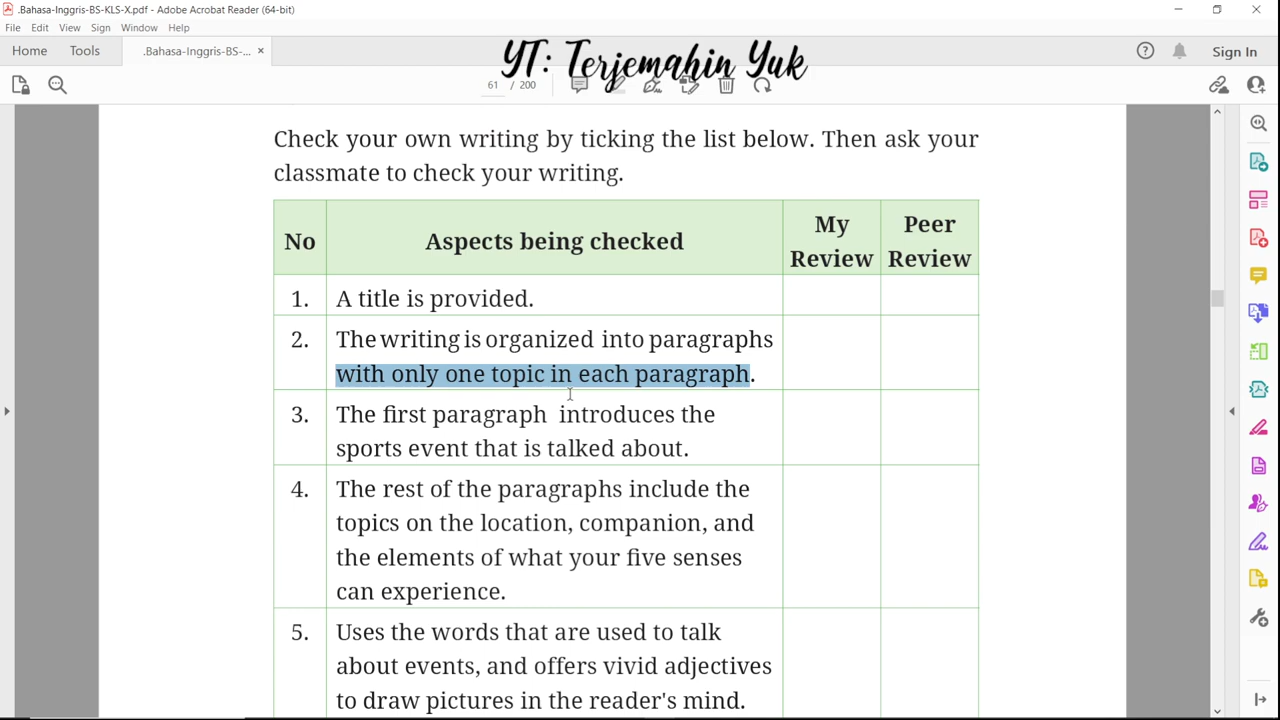 .Bahasa-Inggris-BS-KLS-X.pdf - Adobe Acrobat Reader (64-bit)
File Edit View Sign Window Help
Home Tools .Bahasa-Inggris-BS-... × Sign In
YT: Terjemahin Yuk
61 / 200
Check your own writing by ticking the list below. Then ask your
classmate to check your writing.
No Aspects being checked My Review Peer Review
1. A title is provided.
2. The writing is organized into paragraphs
with only one topic in each paragraph.
3. The first paragraph introduces the
sports event that is talked about.
4. The rest of the paragraphs include the
topics on the location, companion, and
the elements of what your five senses
can experience.
5. Uses the words that are used to talk
about events, and offers vivid adjectives
to draw pictures in the reader's mind.